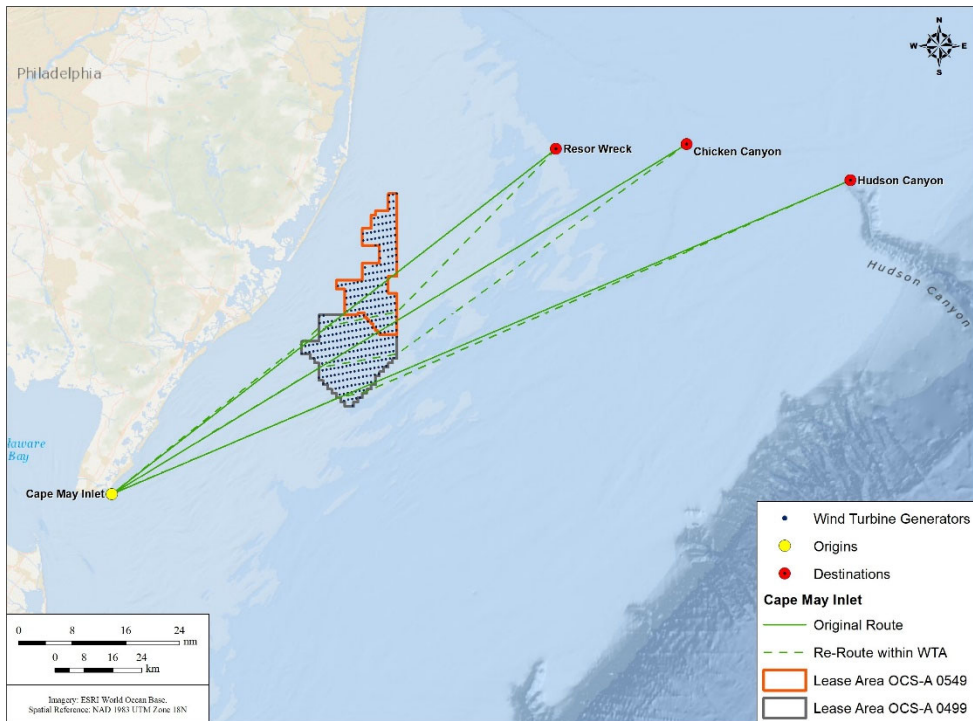 N
W E
S
Philadelphia
Resor Wreck
Chicken Canyon
Hudson Canyon
Hudson Canyon
laware
Bay
Cape May Inlet
Wind Turbine Generators
Origins
Destinations
Cape May Inlet
Original Route
Re-Route within WTA
Lease Area OCS-A 0549
Lease Area OCS-A 0499
0 8 16 24
nm
0 8 16 24
km
Imagery: ESRI World Ocean Base.
Spatial Reference: NAD 1983 UTM Zone 18N